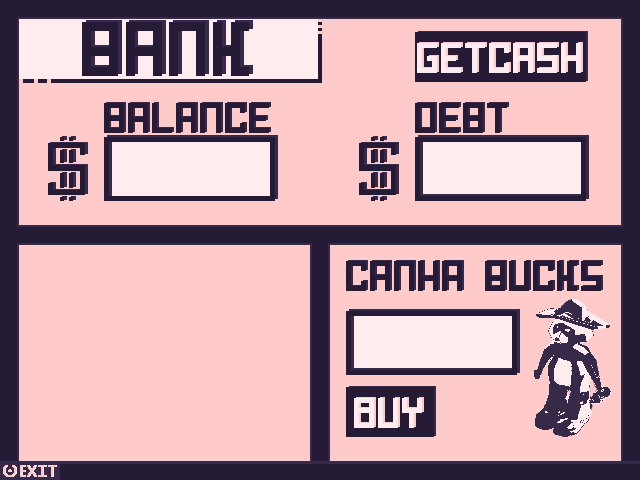 BANK
GETCASH
BALANCE
DEBT
$
$
CANHA BUCKS
BUY
EXIT